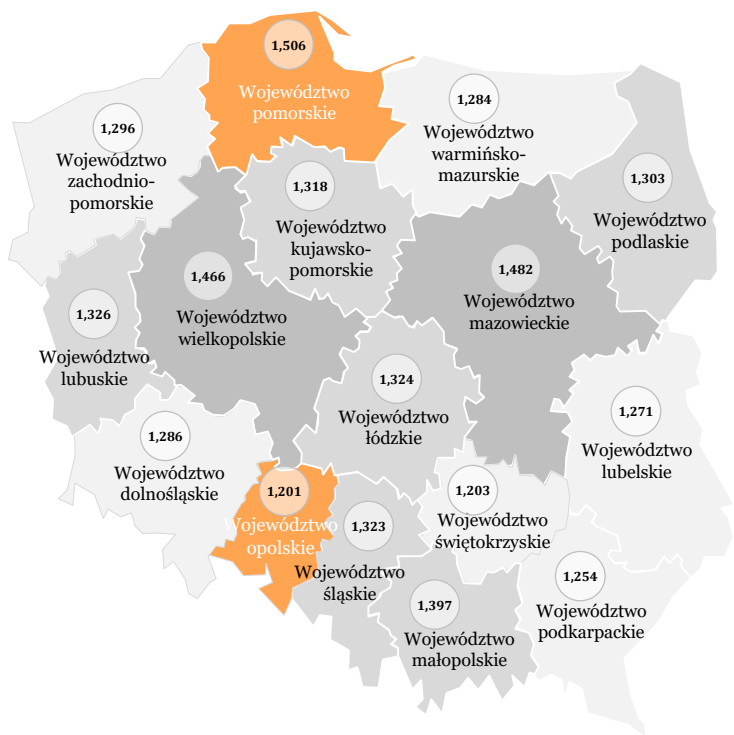 1,506
Województwo
pomorskie
1,284
Województwo
warmińsko-
mazurskie
1,296
Województwo
zachodnio-
pomorskie
1,318
Województwo
kujawsko-
pomorskie
1,303
Województwo
podlaskie
1,466
Województwo
wielkopolskie
1,482
Województwo
mazowieckie
1,326
Województwo
lubuskie
1,324
Województwo
łódzkie
1,271
Województwo
lubelskie
1,286
Województwo
dolnośląskie
1,201
Województwo
opolskie
1,203
Województwo
świętokrzyskie
1,323
Województwo
śląskie
1,254
Województwo
podkarpackie
1,397
Województwo
małopolskie